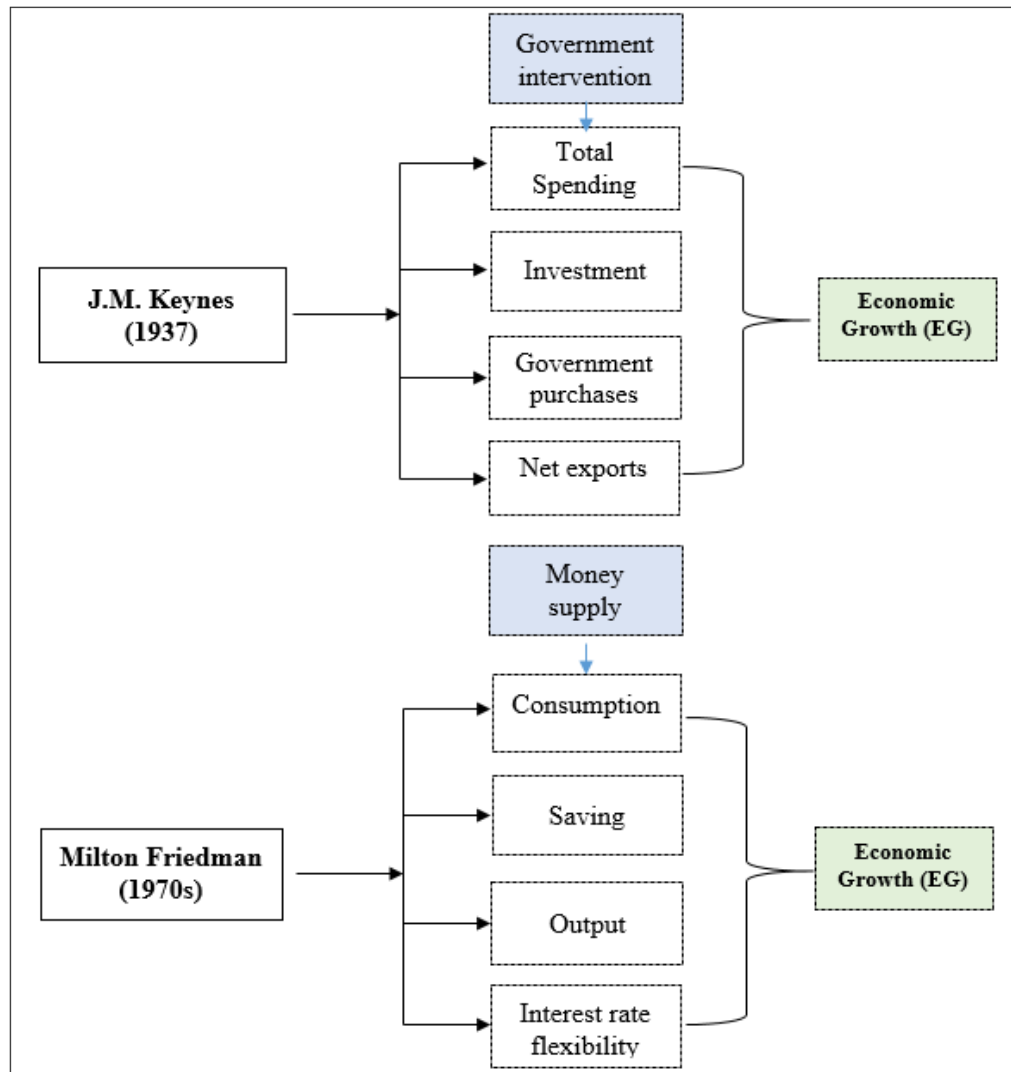 Government
intervention
Total
Spending
Investment
J.M. Keynes
(1937)
Economic
Growth (EG)
Government
purchases
Net exports
Money
supply
Consumption
Saving
Milton Friedman
(1970s)
Economic
Growth (EG)
Output
Interest rate
flexibility